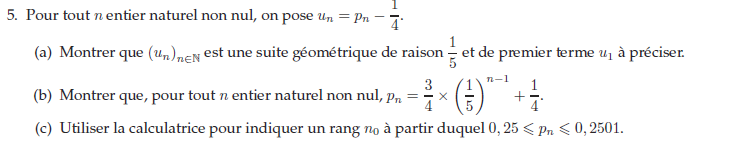 5. Pour tout n entier naturel non nul, on pose uₙ = pₙ − 1/4.
(a) Montrer que (uₙ)ₙ∈ℕ est une suite géométrique de raison 1/5 et de premier terme u₁ à préciser.
(b) Montrer que, pour tout n entier naturel non nul, pₙ = 3/4 × (1/5)ⁿ⁻¹ + 1/4.
(c) Utiliser la calculatrice pour indiquer un rang n₀ à partir duquel 0, 25 ⩽ pₙ ⩽ 0, 2501.